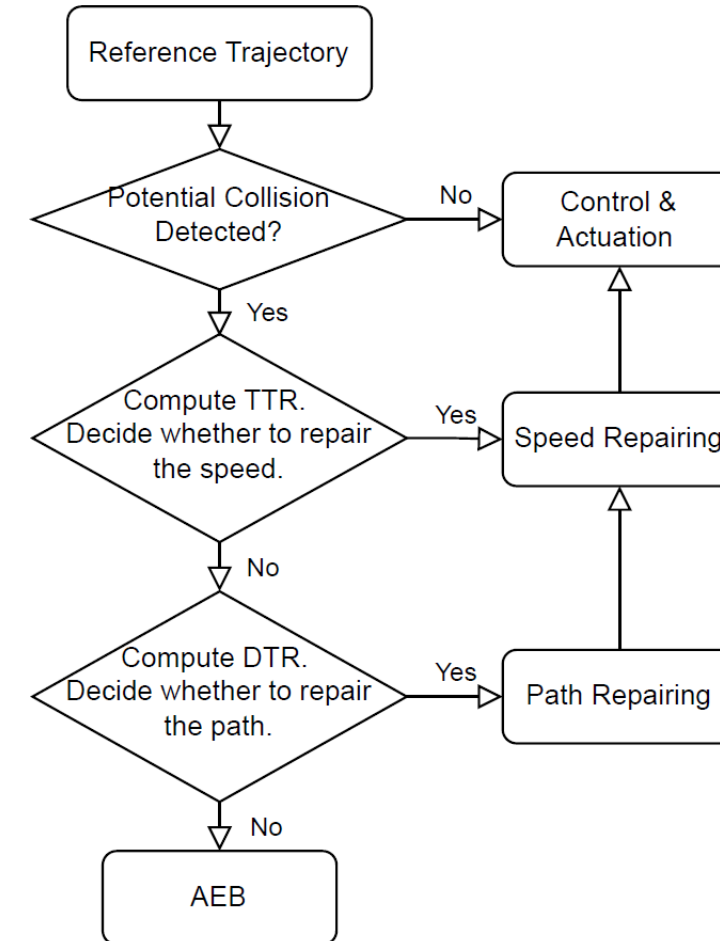 Reference Trajectory
Potential Collision
Detected?
No
Control &
Actuation
Yes
Compute TTR.
Decide whether to repair
the speed.
Yes
Speed Repairing
No
Compute DTR.
Decide whether to repair
the path.
Yes
Path Repairing
No
AEB